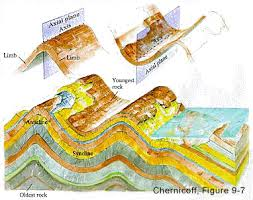 Axial plane
Axis
Limb
Limb
Axial plane
Axis
Youngest
rock
Anticline
Syncline
Oldest rock
Chernicoff, Figure 9-7